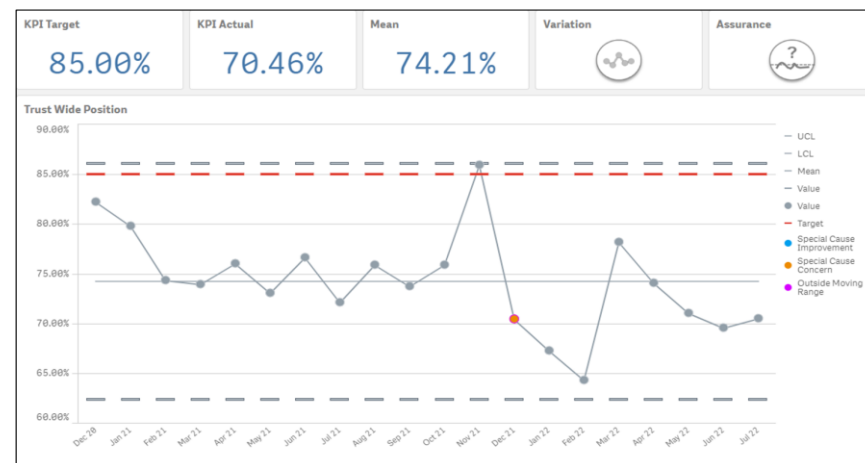 KPI Target
KPI Actual
Mean
Variation
Assurance
85.00%
70.46%
74.21%
?
Trust Wide Position
90.00%
85.00%
80.00%
75.00%
70.00%
65.00%
60.00%
Dec 20
Jan 21
Feb 21
Mar 21
Apr 21
May 21
Jun 21
Jul 21
Aug 21
Sep 21
Oct 21
Nov 21
Dec 21
Jan 22
Feb 22
Mar 22
Apr 22
May 22
Jun 22
Jul 22
UCL
LCL
Mean
Value
Value
Target
Special Cause
Improvement
Special Cause
Concern
Outside Moving
Range